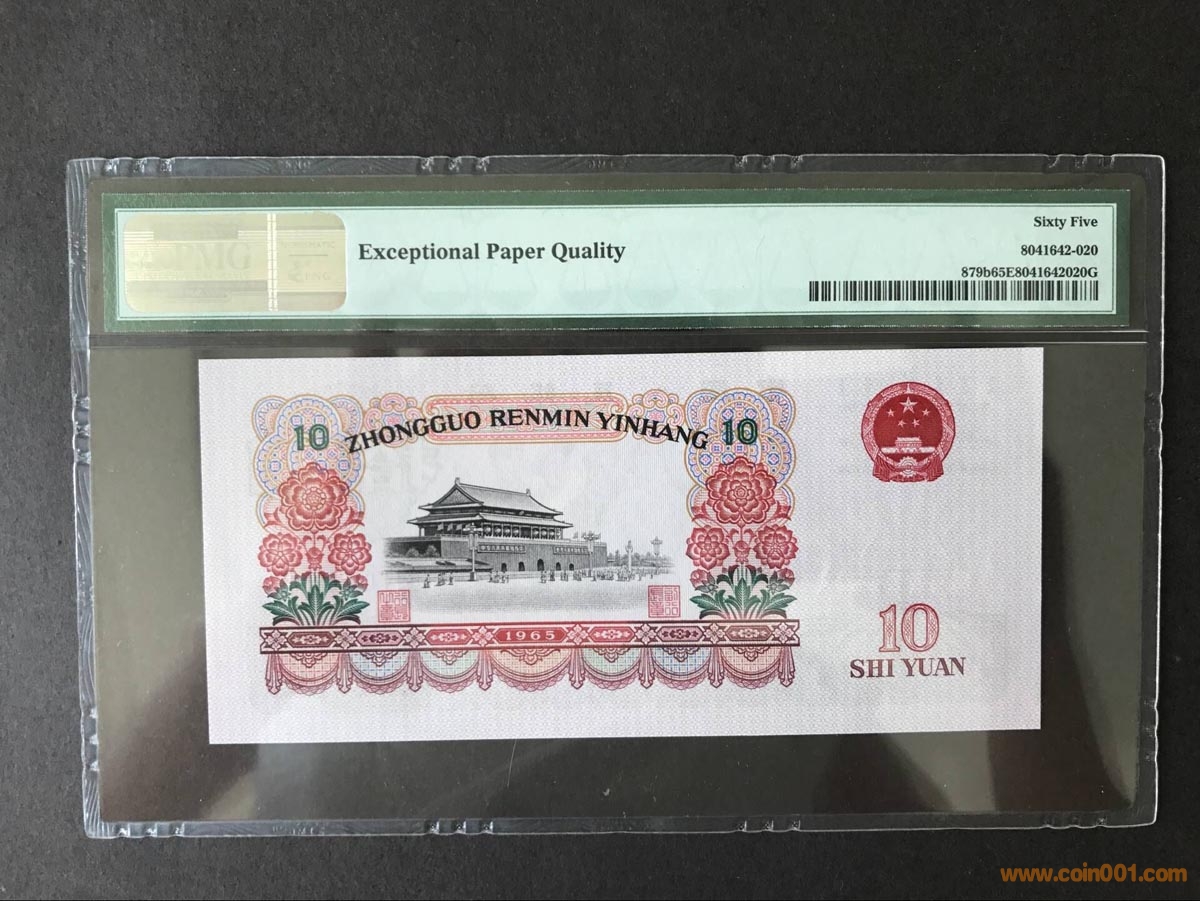 Sixty Five
PMG
Exceptional Paper Quality
8041642-020
879b65E8041642020G
10 ZHONGGUO RENMIN YINHANG 10
1965
10
SHI YUAN
www.coin001.com